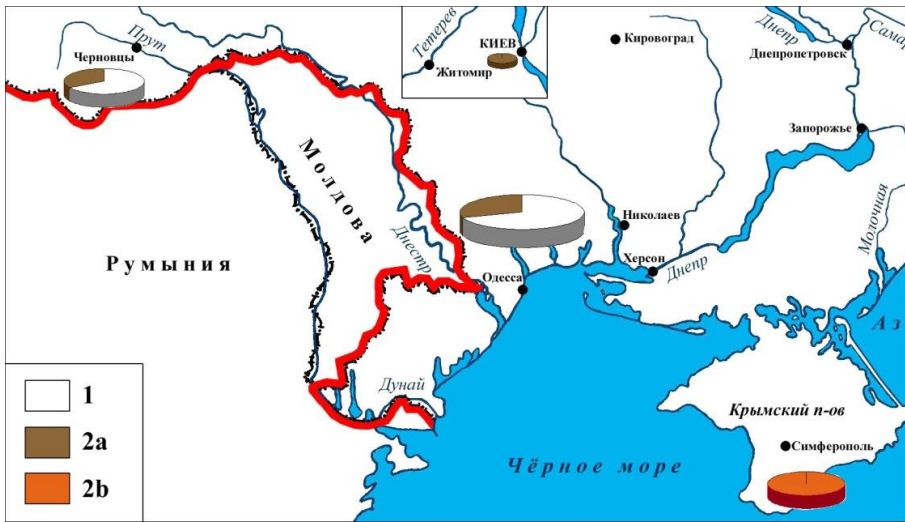 Прут
Черновцы
Тетерев
КИЕВ
Житомир
Кировоград
Днепр
Самар
Днепропетровск
Запорожье
Молдова
Румыния
Днестр
Одесса
Николаев
Херсон
Днепр
Молочная
Аз
Дунай
Крымский п-ов
Симферополь
Чёрное море
1
2a
2b